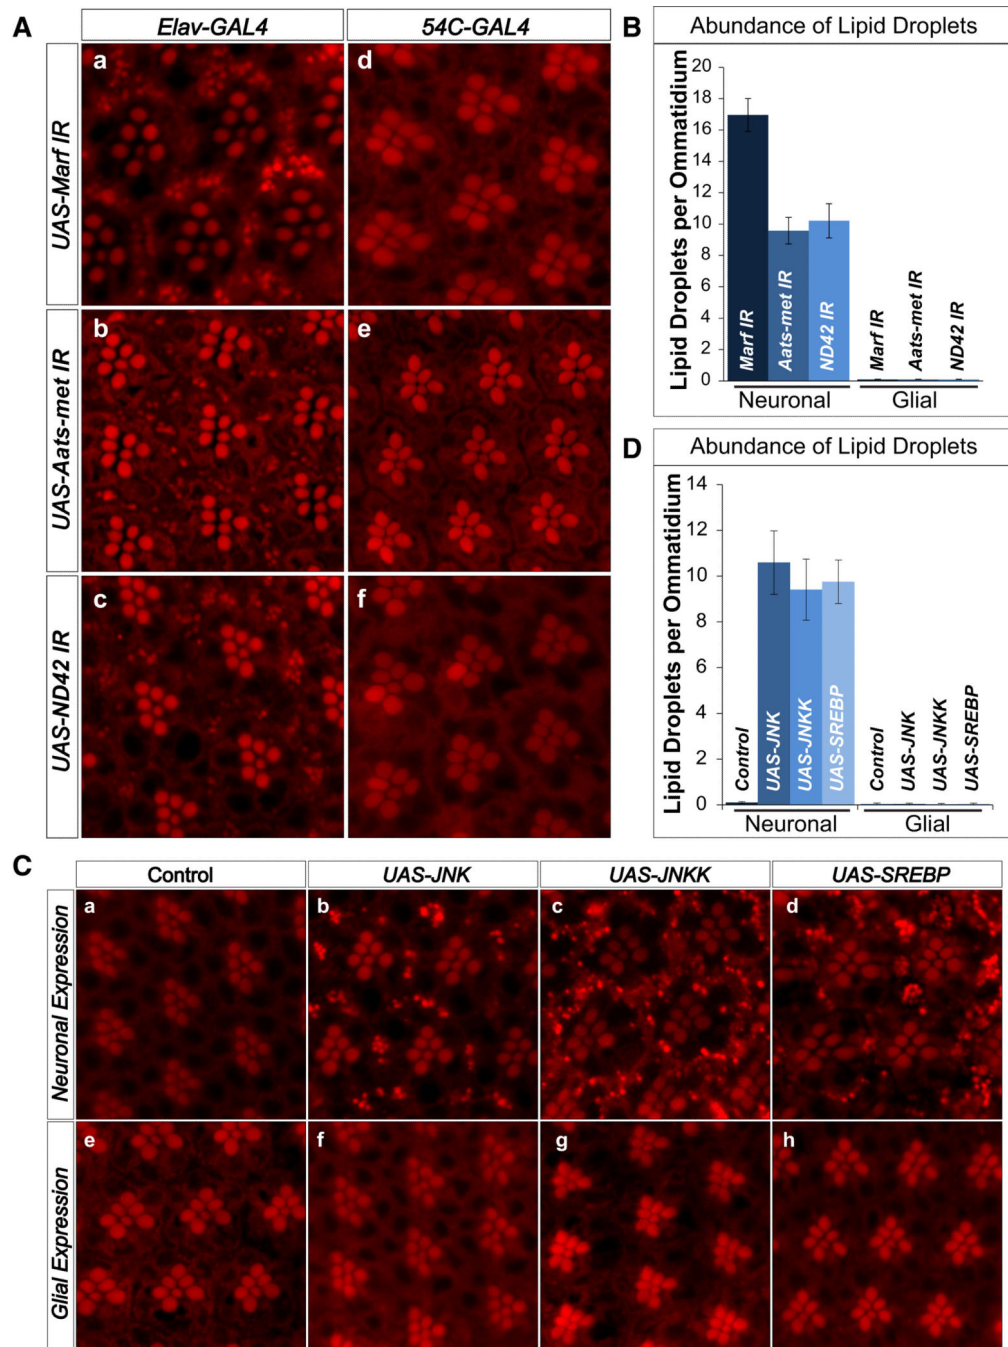 A
Elav-GAL4
54C-GAL4
UAS-Marf IR
a
d
UAS-Aats-met IR
b
e
UAS-ND42 IR
c
f
B
Abundance of Lipid Droplets
Lipid Droplets per Ommatidium
20
18
16
14
12
10
8
6
4
2
0
Marf IR
Aats-met IR
ND42 IR
Marf IR
Aats-met IR
ND42 IR
Neuronal
Glial
D
Abundance of Lipid Droplets
Lipid Droplets per Ommatidium
14
12
10
8
6
4
2
0
Control
UAS-JNK
UAS-JNKK
UAS-SREBP
Control
UAS-JNK
UAS-JNKK
UAS-SREBP
Neuronal
Glial
C
Control
UAS-JNK
UAS-JNKK
UAS-SREBP
Neuronal Expression
a
b
c
d
Glial Expression
e
f
g
h